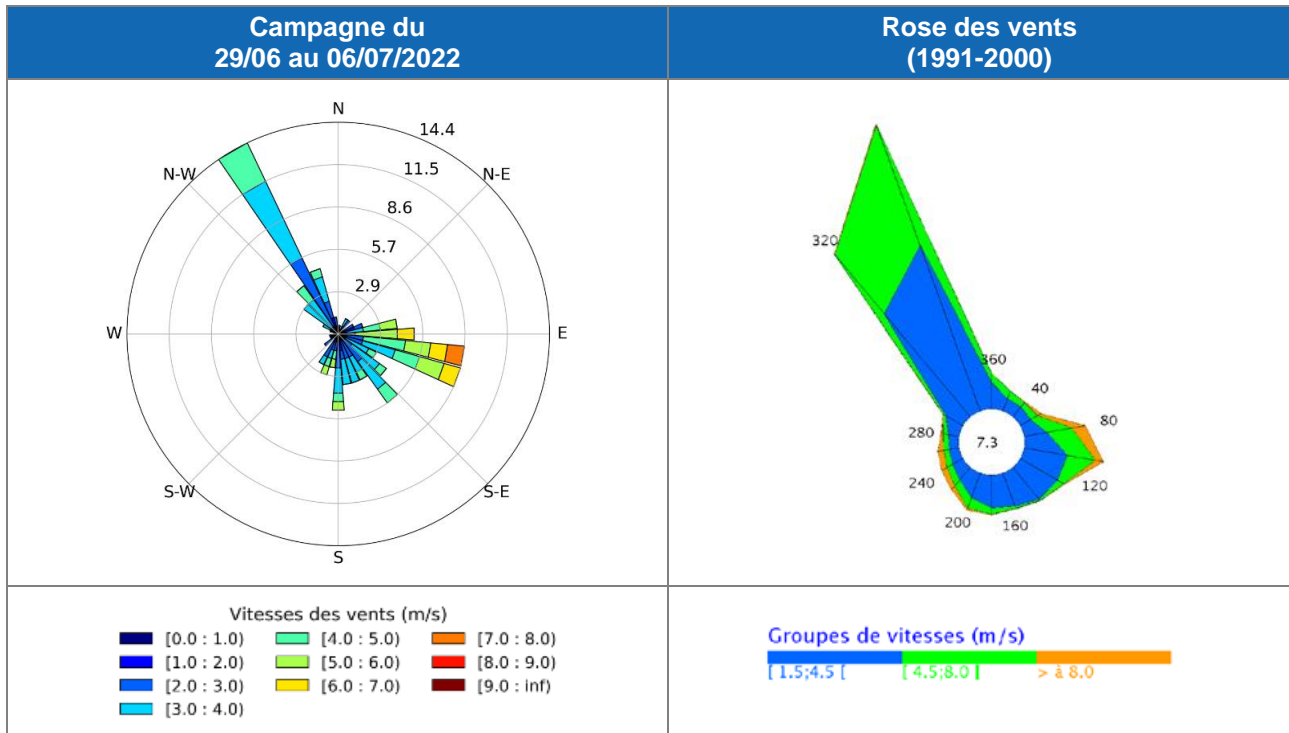 Campagne du
29/06 au 06/07/2022
Rose des vents
(1991-2000)
N
14.4
N-W
N-E
11.5
8.6
5.7
2.9
W
E
S-W
S-E
S
320
360
40
280
7.3
80
240
120
200
160
Vitesses des vents (m/s)
[0.0 : 1.0)
[4.0 : 5.0)
[7.0 : 8.0)
[1.0 : 2.0)
[5.0 : 6.0)
[8.0 : 9.0)
[2.0 : 3.0)
[6.0 : 7.0)
[9.0 : inf)
[3.0 : 4.0)
Groupes de vitesses (m/s)
[ 1.5;4.5 [
[ 4.5;8.0 ]
> à 8.0